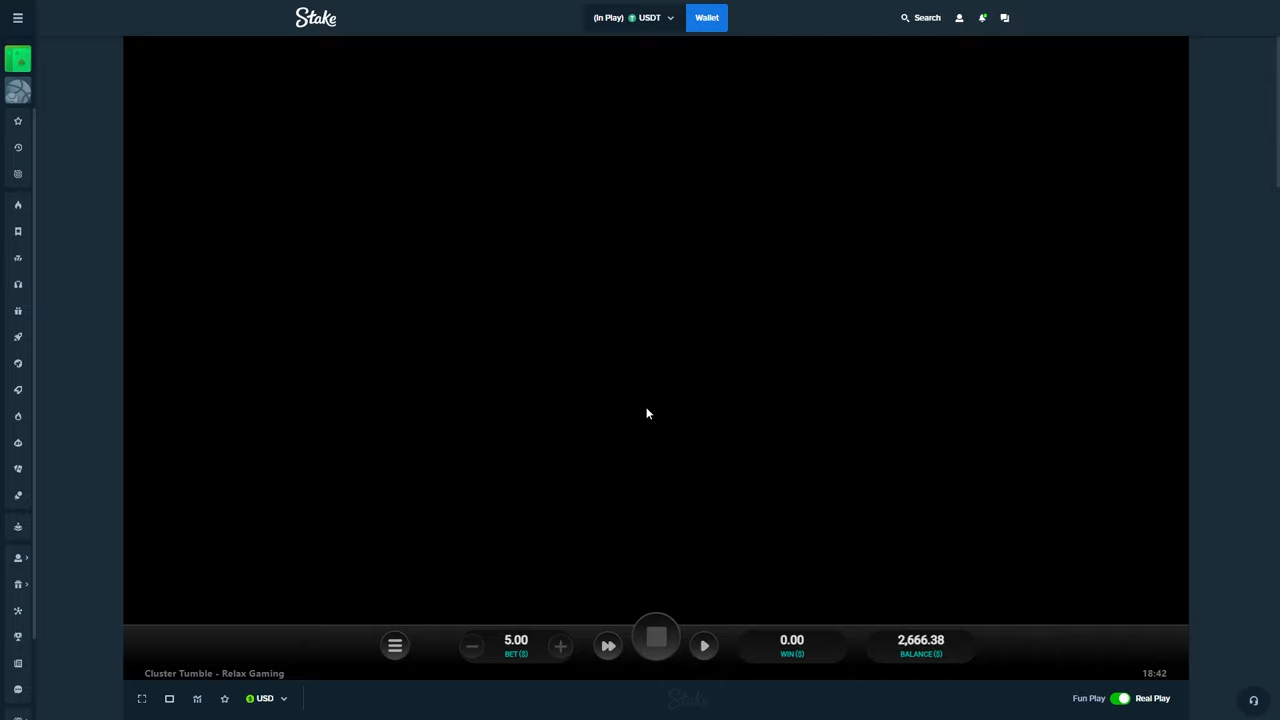 Stake
(In Play) USDT
Wallet
Search
5.00
BET ($)
0.00
WIN ($)
2,666.38
BALANCE ($)
Cluster Tumble - Relax Gaming
18:42
USD
Stake
Fun Play
Real Play